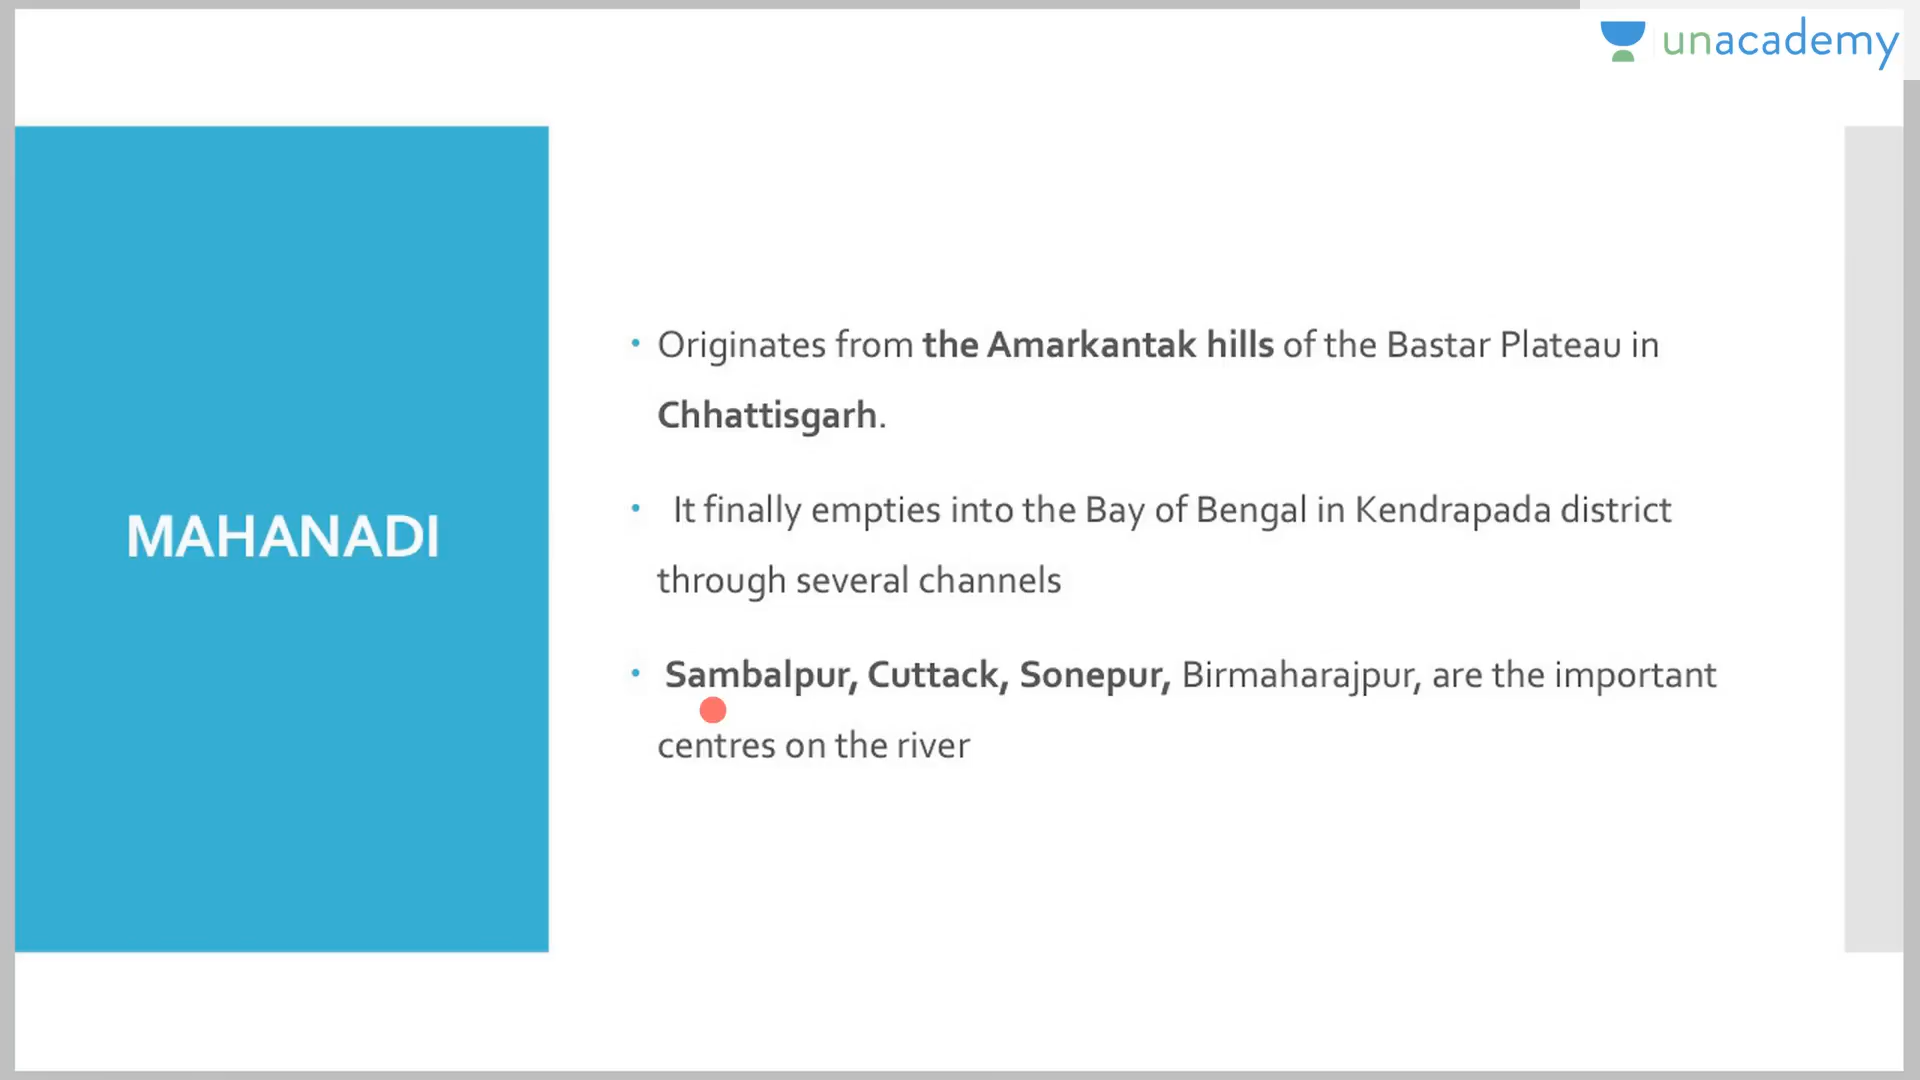 unacademy
MAHANADI
• Originates from the Amarkantak hills of the Bastar Plateau in
Chhattisgarh.
• It finally empties into the Bay of Bengal in Kendrapada district
through several channels
• Sambalpur, Cuttack, Sonepur, Birmaharajpur, are the important
centres on the river